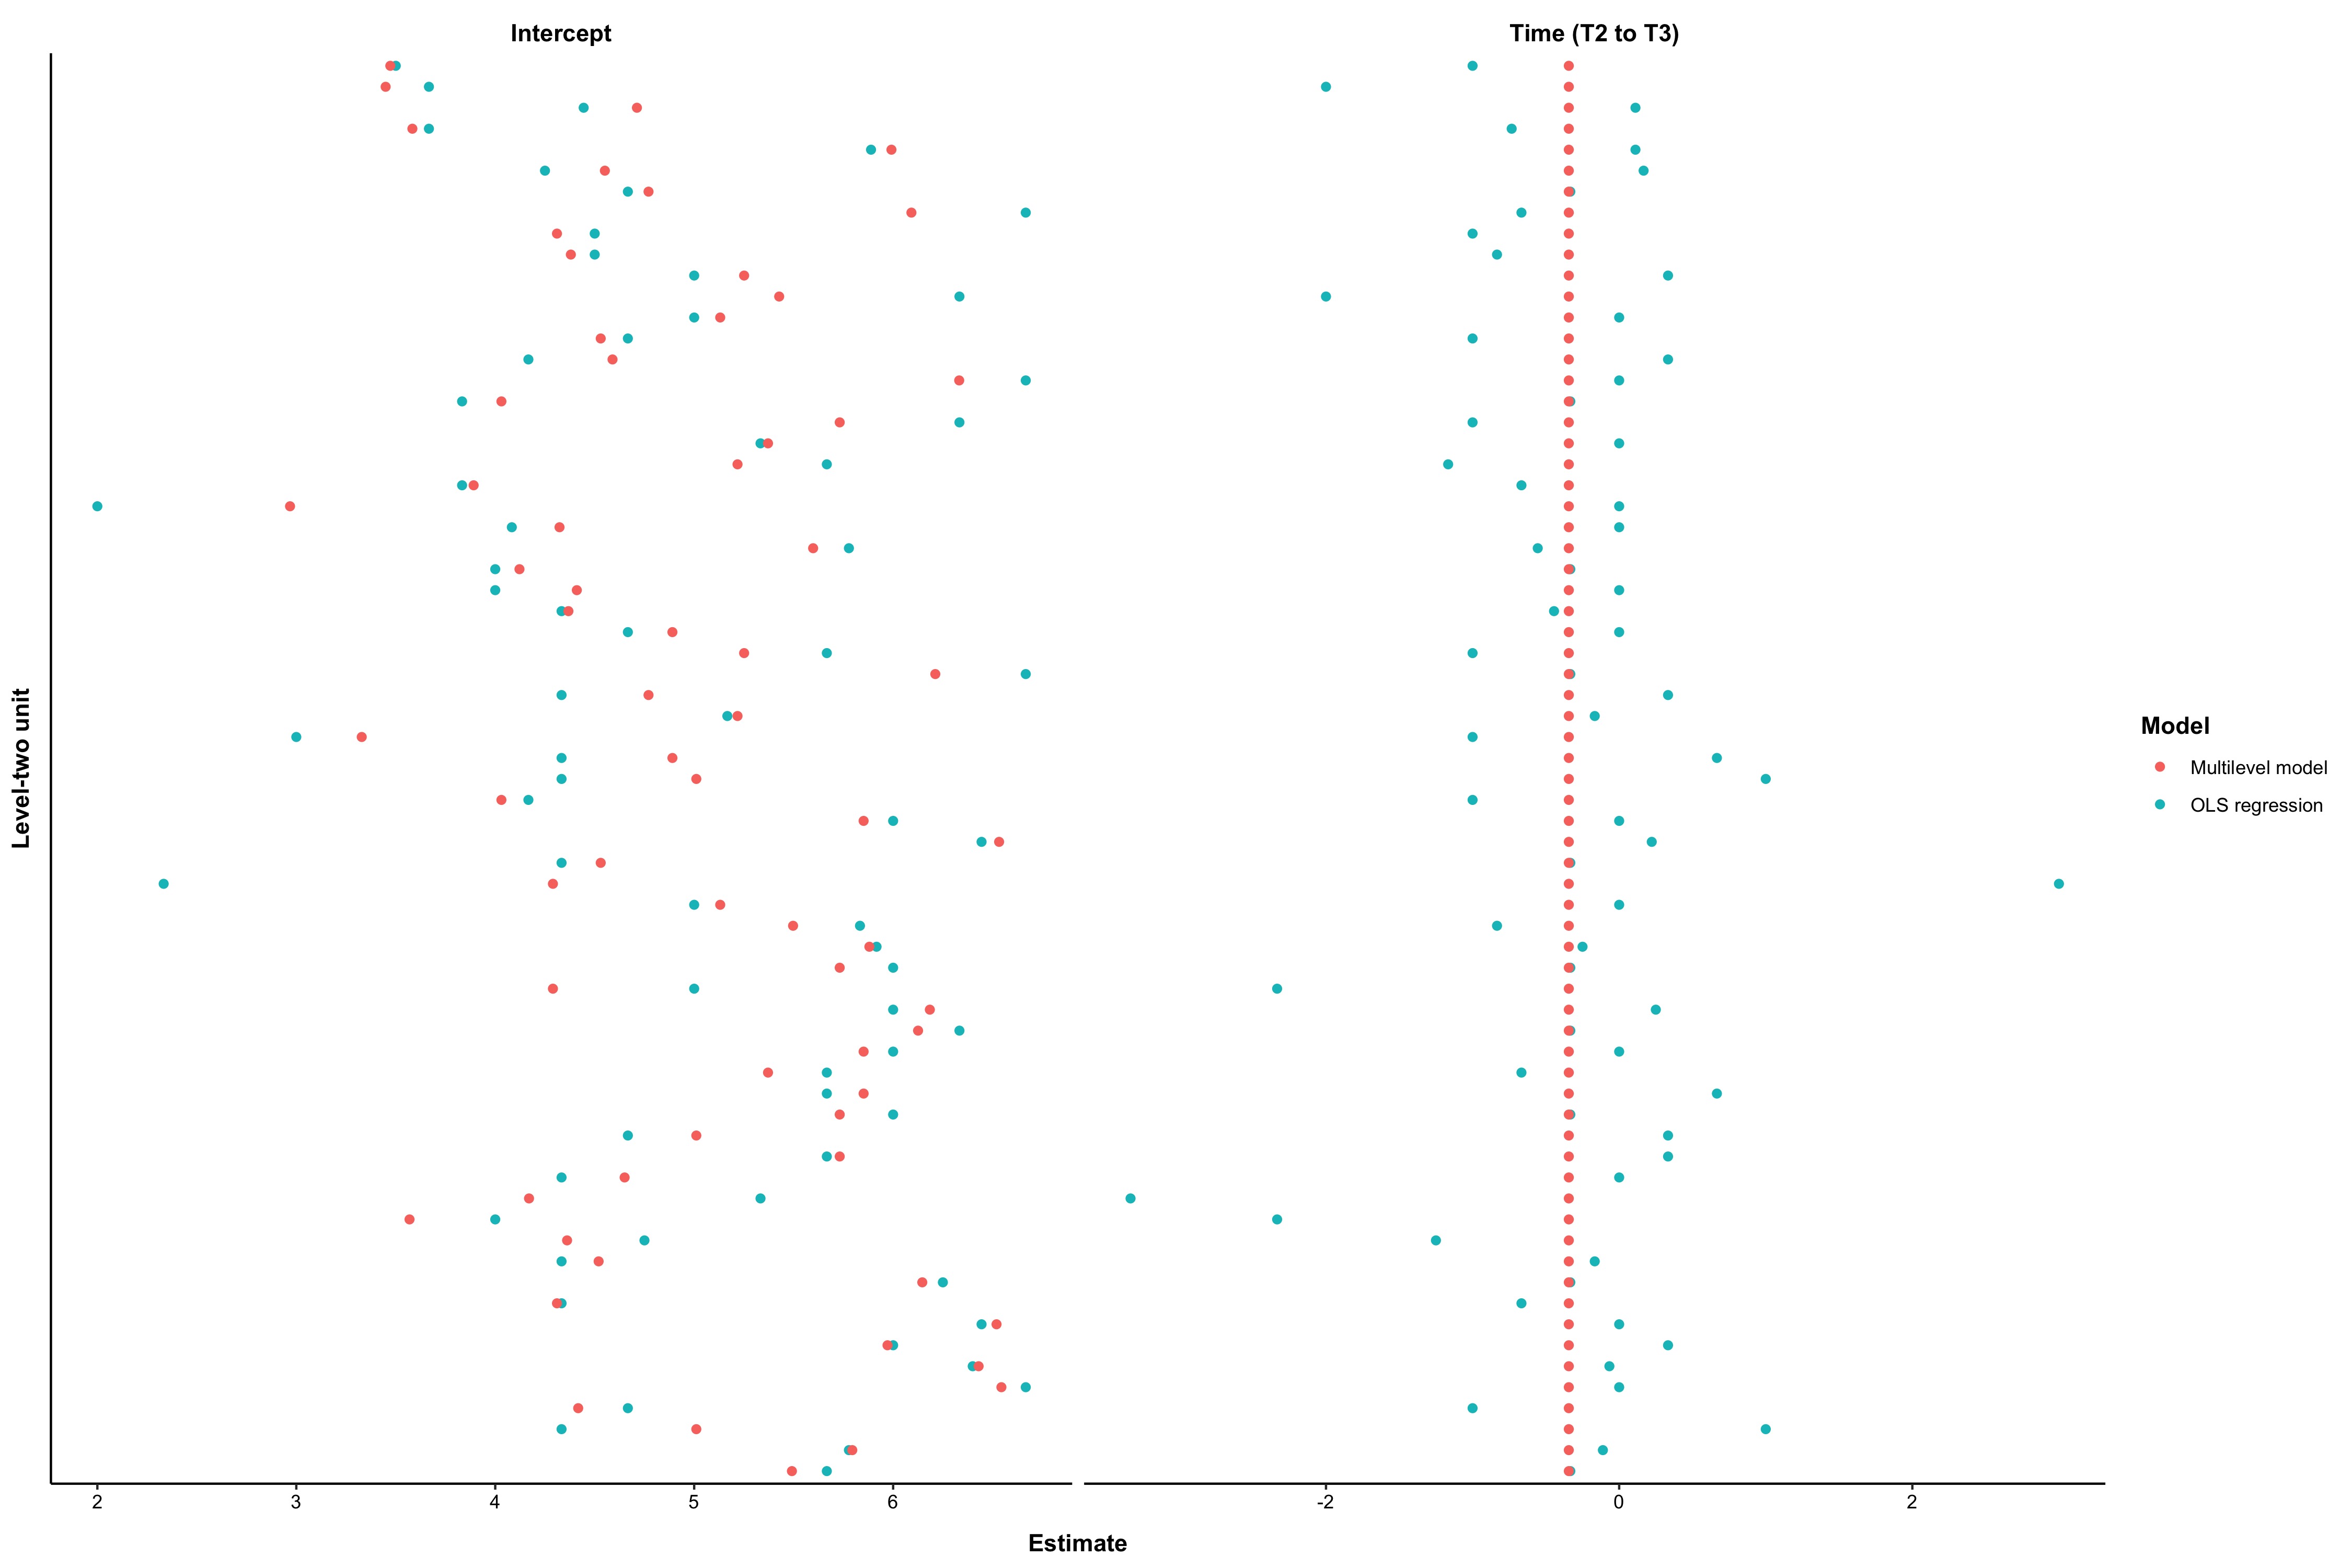 Intercept
Time (T2 to T3)
Level-two unit
Model
Multilevel model
OLS regression
2 3 4 5 6 -2 0 2
Estimate